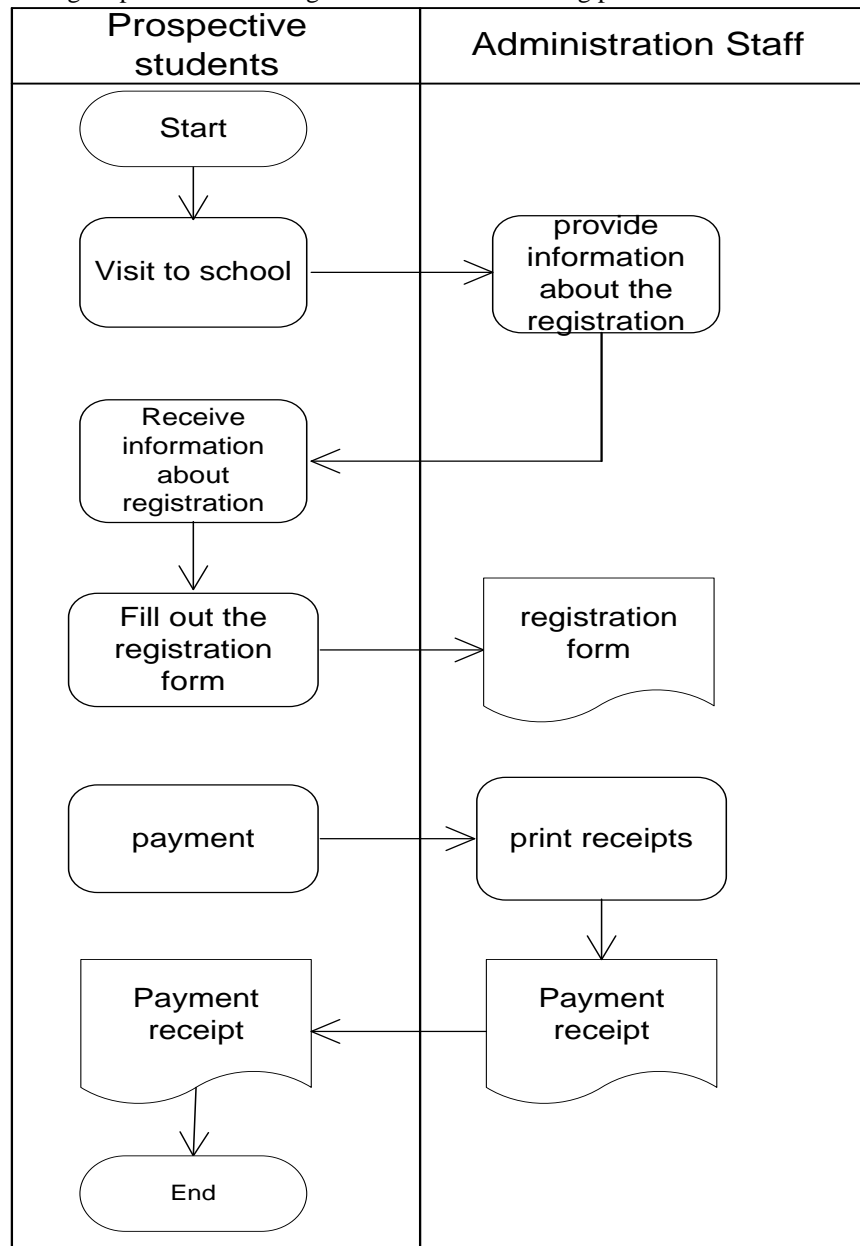 Prospective
students
Administration Staff
Start
Visit to school
provide
information
about the
registration
Receive
information
about
registration
Fill out the
registration
form
registration
form
payment
print receipts
Payment
receipt
Payment
receipt
End